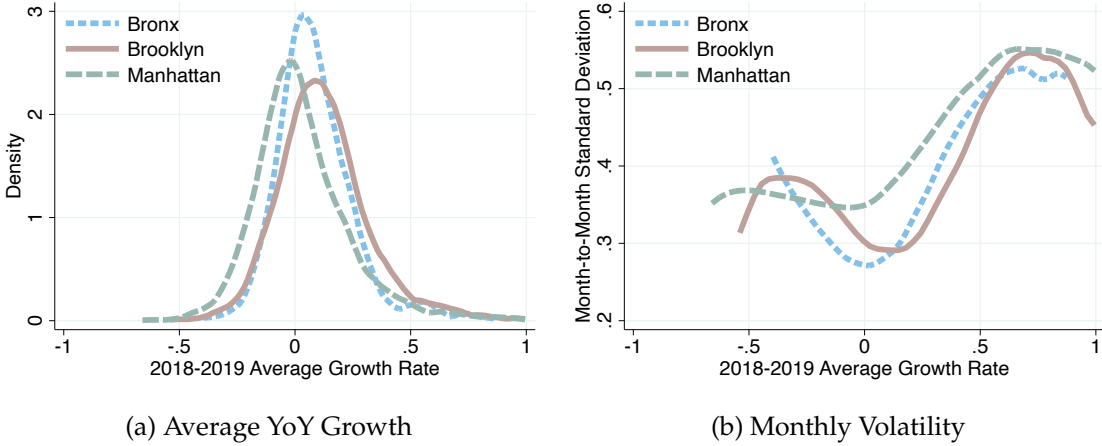 Bronx
Brooklyn
Manhattan
Density
3
2
1
0
-1
-.5
0
.5
1
2018-2019 Average Growth Rate
(a) Average YoY Growth
Bronx
Brooklyn
Manhattan
Month-to-Month Standard Deviation
.6
.5
.4
.3
.2
-1
-.5
0
.5
1
2018-2019 Average Growth Rate
(b) Monthly Volatility